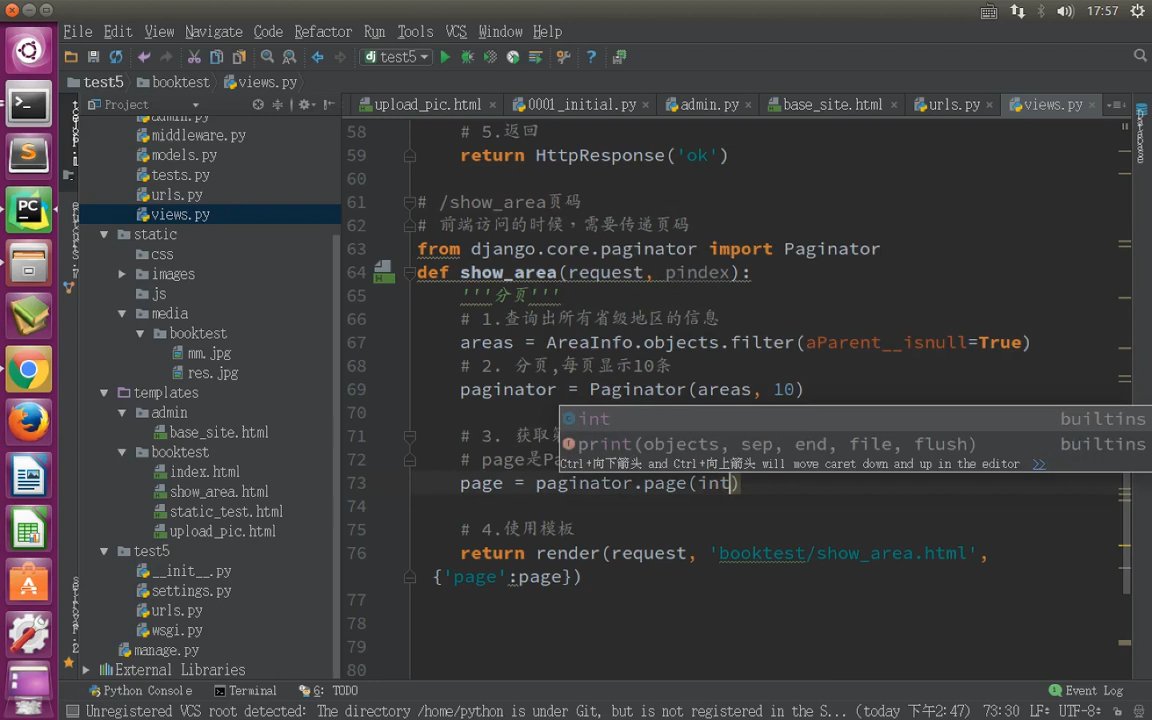 17:57
File Edit View Navigate Code Refactor Run Tools VCS Window Help
test5
test5 booktest views.py
Project
upload_pic.html 0001_initial.py admin.py base_site.html urls.py views.py
admin.py
middleware.py
models.py
tests.py
urls.py
views.py
static
css
images
js
media
booktest
mm.jpg
res.jpg
templates
admin
base_site.html
booktest
index.html
show_area.html
static_test.html
upload_pic.html
test5
__init__.py
settings.py
urls.py
wsgi.py
manage.py
External Libraries
58 # 5.返回
59 return HttpResponse('ok')
60
61 # /show_area页码
62 # 前端访问的时候，需要传递页码
63 from django.core.paginator import Paginator
64 def show_area(request, pindex):
65 '''分页'''
66 # 1.查询出所有省级地区的信息
67 areas = AreaInfo.objects.filter(aParent__isnull=True)
68 # 2. 分页,每页显示10条
69 paginator = Paginator(areas, 10)
70
int builtins
71 # 3. 获取
print(objects, sep, end, file, flush) builtins
72 # page是Pa
Ctrl+向下箭头 and Ctrl+向上箭头 will move caret down and up in the editor >>
73 page = paginator.page(int)
74
75 # 4.使用模板
76 return render(request, 'booktest/show_area.html',
{'page':page})
77
78
79
80
Python Console Terminal 6: TODO Event Log
Unregistered VCS root detected: The directory /home/python is under Git, but is not registered in the S... (today 下午2:47) 73:30 LF÷ UTF-8÷